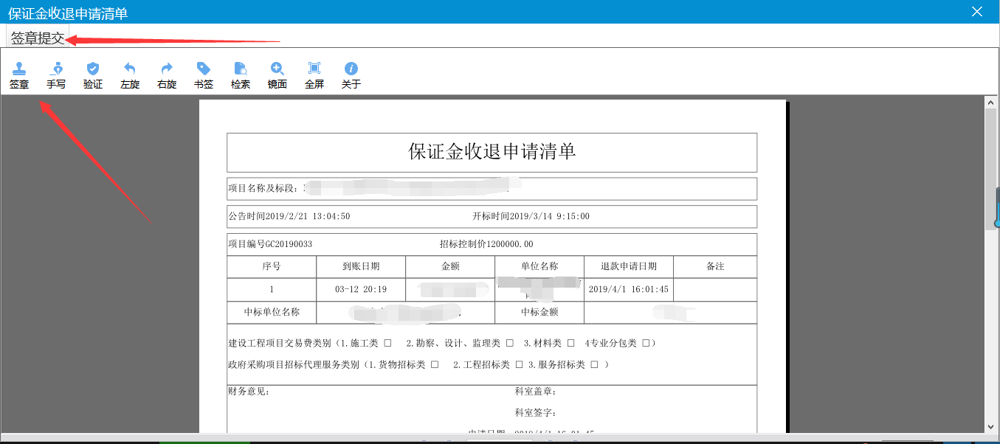 保证金收退申请清单
签章提交
签章 手写 验证 左旋 右旋 书签 检索 镜面 全屏 关于
保证金收退申请清单
项目名称及标段：
公告时间2019/2/21 13:04:50 开标时间2019/3/14 9:15:00
项目编号GC20190033 招标控制价1200000.00
序号 到账日期 金额 单位名称 退款申请日期 备注
1 03-12 20:19 2019/4/1 16:01:45
中标单位名称 中标金额
建设工程项目交易费类别（1.施工类 □ 2.勘察、设计、监理类 □ 3.材料类 □ 4专业分包类 □）
政府采购项目招标代理服务类别（1.货物招标类 □ 2.工程招标类 □ 3.服务招标类 □ ）
财务意见： 科室盖章：
科室签字：
申请日期 2019/4/1 16:01:45